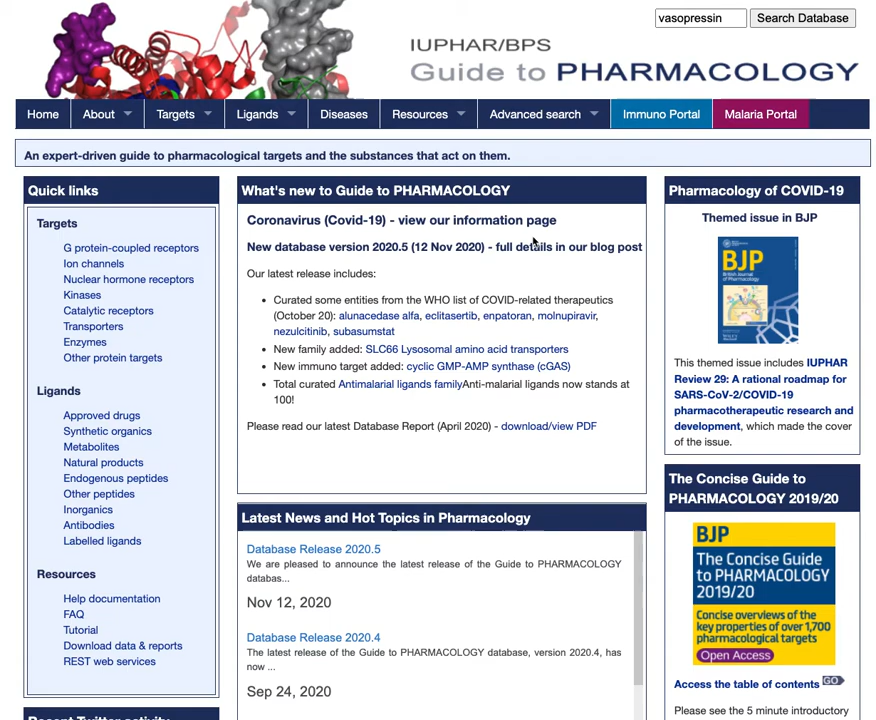 vasopressin Search Database
IUPHAR/BPS
Guide to PHARMACOLOGY
Home About Targets Ligands Diseases Resources Advanced search Immuno Portal Malaria Portal
An expert-driven guide to pharmacological targets and the substances that act on them.
Quick links
Targets
G protein-coupled receptors
Ion channels
Nuclear hormone receptors
Kinases
Catalytic receptors
Transporters
Enzymes
Other protein targets
Ligands
Approved drugs
Synthetic organics
Metabolites
Natural products
Endogenous peptides
Other peptides
Inorganics
Antibodies
Labelled ligands
Resources
Help documentation
FAQ
Tutorial
Download data & reports
REST web services
Recent Twitter activity
What's new to Guide to PHARMACOLOGY
Coronavirus (Covid-19) - view our information page
New database version 2020.5 (12 Nov 2020) - full details in our blog post
Our latest release includes:
Curated some entities from the WHO list of COVID-related therapeutics
(October 20): alunacedase alfa, eclitasertib, enpatoran, molnupiravir,
nezulcitinib, subasumstat
New family added: SLC66 Lysosomal amino acid transporters
New immuno target added: cyclic GMP-AMP synthase (cGAS)
Total curated Antimalarial ligands familyAnti-malarial ligands now stands at
100!
Please read our latest Database Report (April 2020) - download/view PDF
Latest News and Hot Topics in Pharmacology
Database Release 2020.5
We are pleased to announce the latest release of the Guide to PHARMACOLOGY
databas...
Nov 12, 2020
Database Release 2020.4
The latest release of the Guide to PHARMACOLOGY database, version 2020.4, has
now ...
Sep 24, 2020
Pharmacology of COVID-19
Themed issue in BJP
BJP
This themed issue includes IUPHAR
Review 29: A rational roadmap for
SARS-CoV-2/COVID-19
pharmacotherapeutic research and
development, which made the cover
of the issue.
The Concise Guide to
PHARMACOLOGY 2019/20
BJP
The Concise Guide
to PHARMACOLOGY
2019/20
Concise overviews of the
key properties of over 1,700
pharmacological targets
Open Access
Access the table of contents GO
Please see the 5 minute introductory